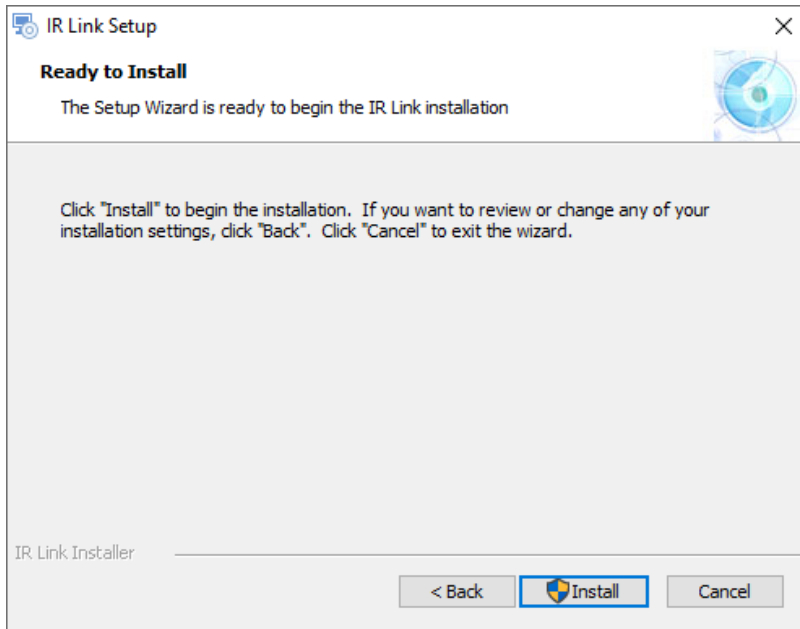 IR Link Setup
Ready to Install
The Setup Wizard is ready to begin the IR Link installation
Click "Install" to begin the installation.  If you want to review or change any of your
installation settings, click "Back".  Click "Cancel" to exit the wizard.
IR Link Installer
< Back
Install
Cancel